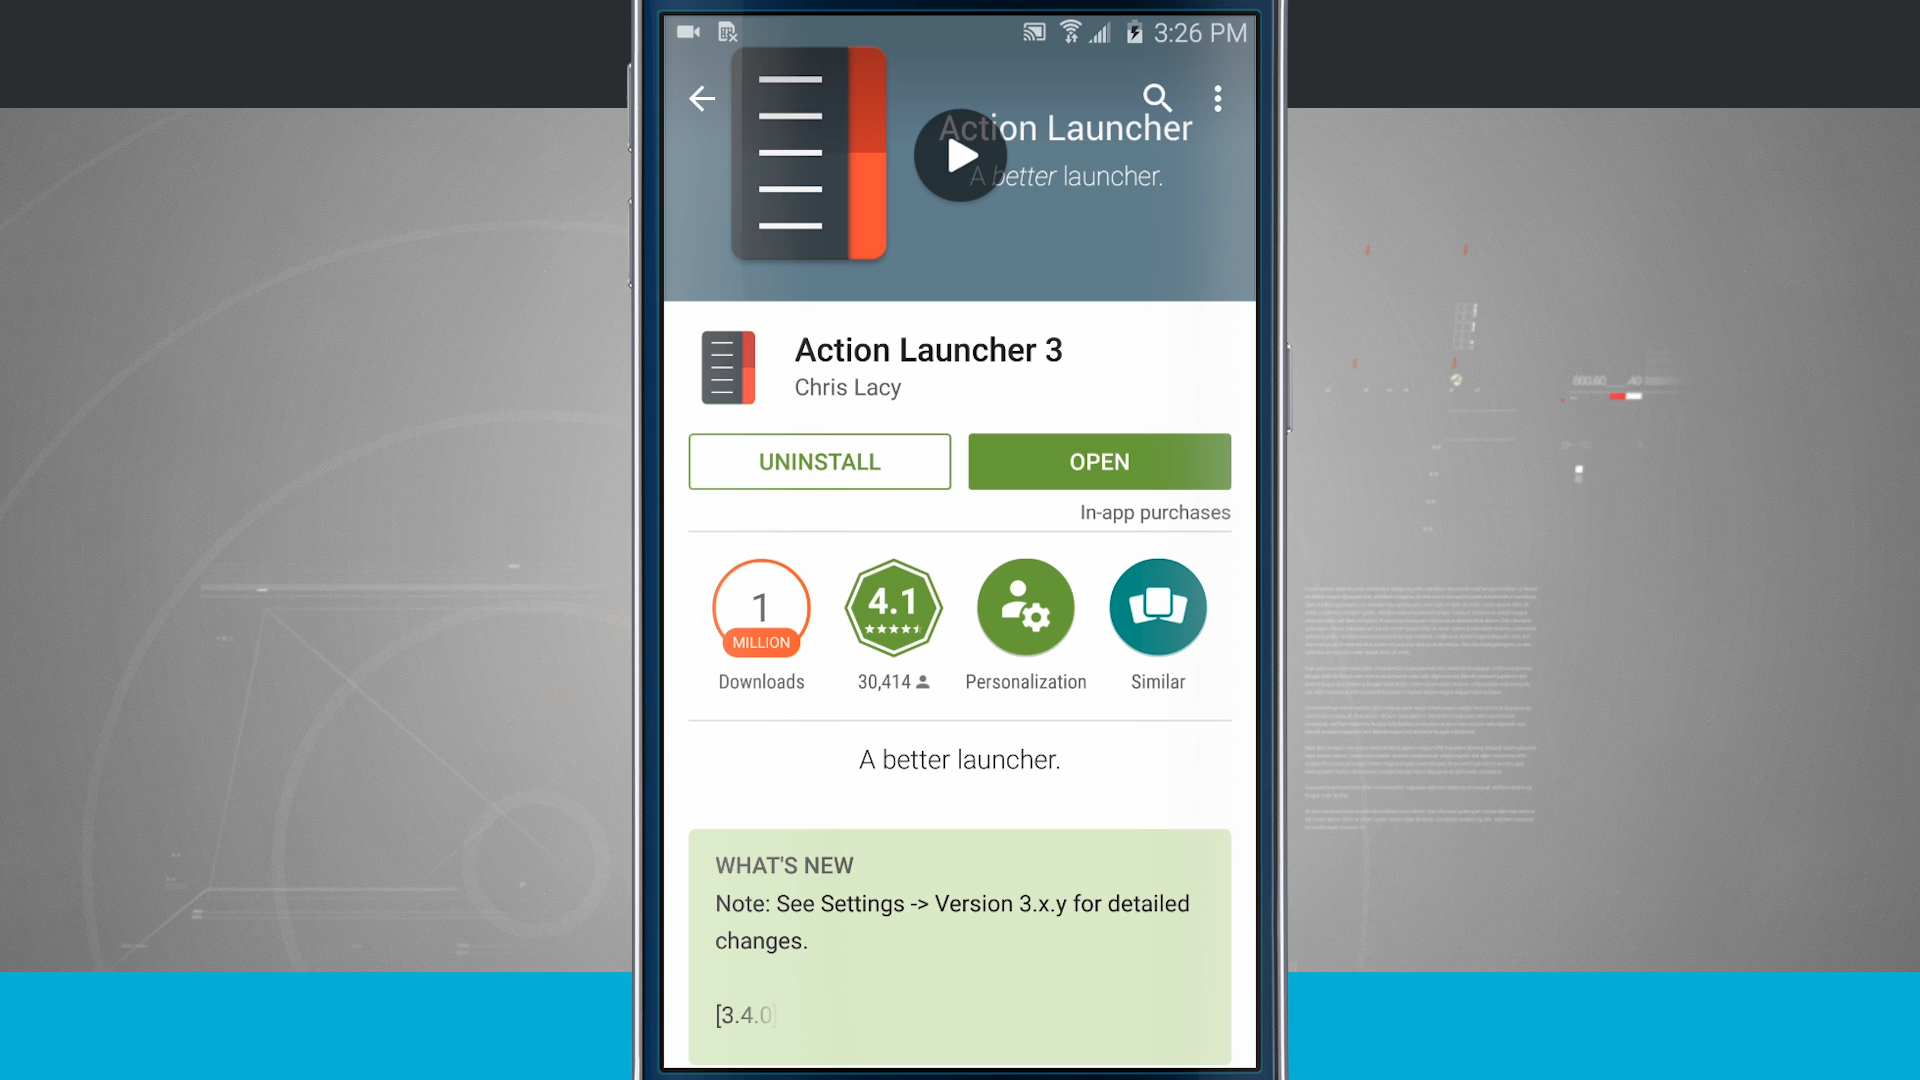 3:26 PM
Action Launcher
A better launcher.
Action Launcher 3
Chris Lacy
UNINSTALL
OPEN
In-app purchases
1
MILLION
4.1
Downloads
30,414
Personalization
Similar
A better launcher.
WHAT'S NEW
Note: See Settings -> Version 3.x.y for detailed
changes.
[3.4.0]